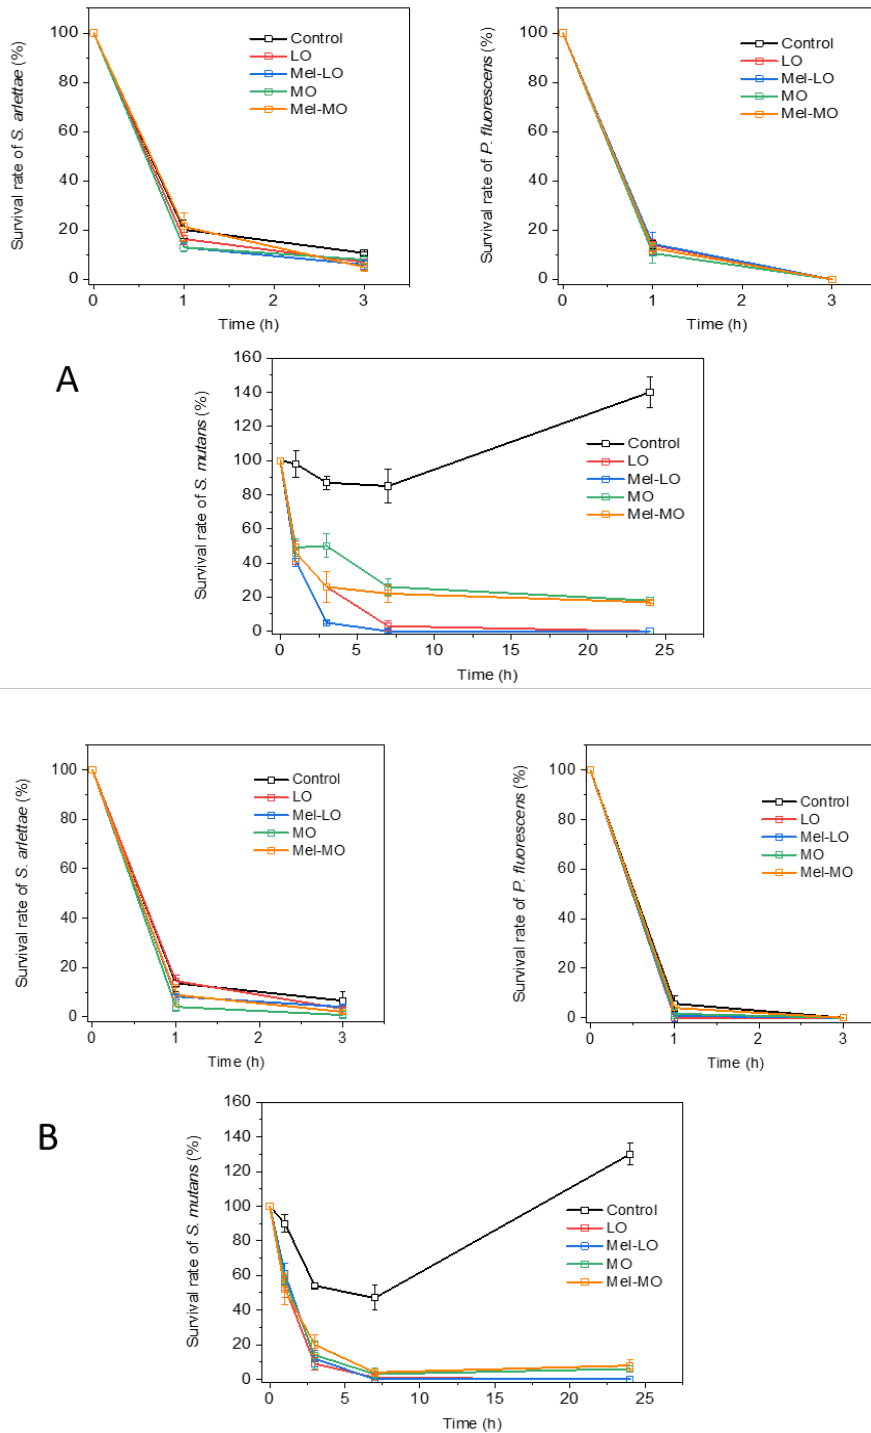 100
80
60
40
20
0
Survival rate of S. arlettae (%)
Control
LO
Mel-LO
MO
Mel-MO
0 1 2 3
Time (h)
100
80
60
40
20
0
Survival rate of P. fluorescens (%)
Control
LO
Mel-LO
MO
Mel-MO
0 1 2 3
Time (h)
A
160
140
120
100
80
60
40
20
0
Survival rate of S. mutans (%)
Control
LO
Mel-LO
MO
Mel-MO
0 5 10 15 20 25
Time (h)
100
80
60
40
20
0
Survival rate of S. arlettae (%)
Control
LO
Mel-LO
MO
Mel-MO
0 1 2 3
Time (h)
100
80
60
40
20
0
Survival rate of P. fluorescens (%)
Control
LO
Mel-LO
MO
Mel-MO
0 1 2 3
Time (h)
B
160
140
120
100
80
60
40
20
0
Survival rate of S. mutans (%)
Control
LO
Mel-LO
MO
Mel-MO
0 5 10 15 20 25
Time (h)